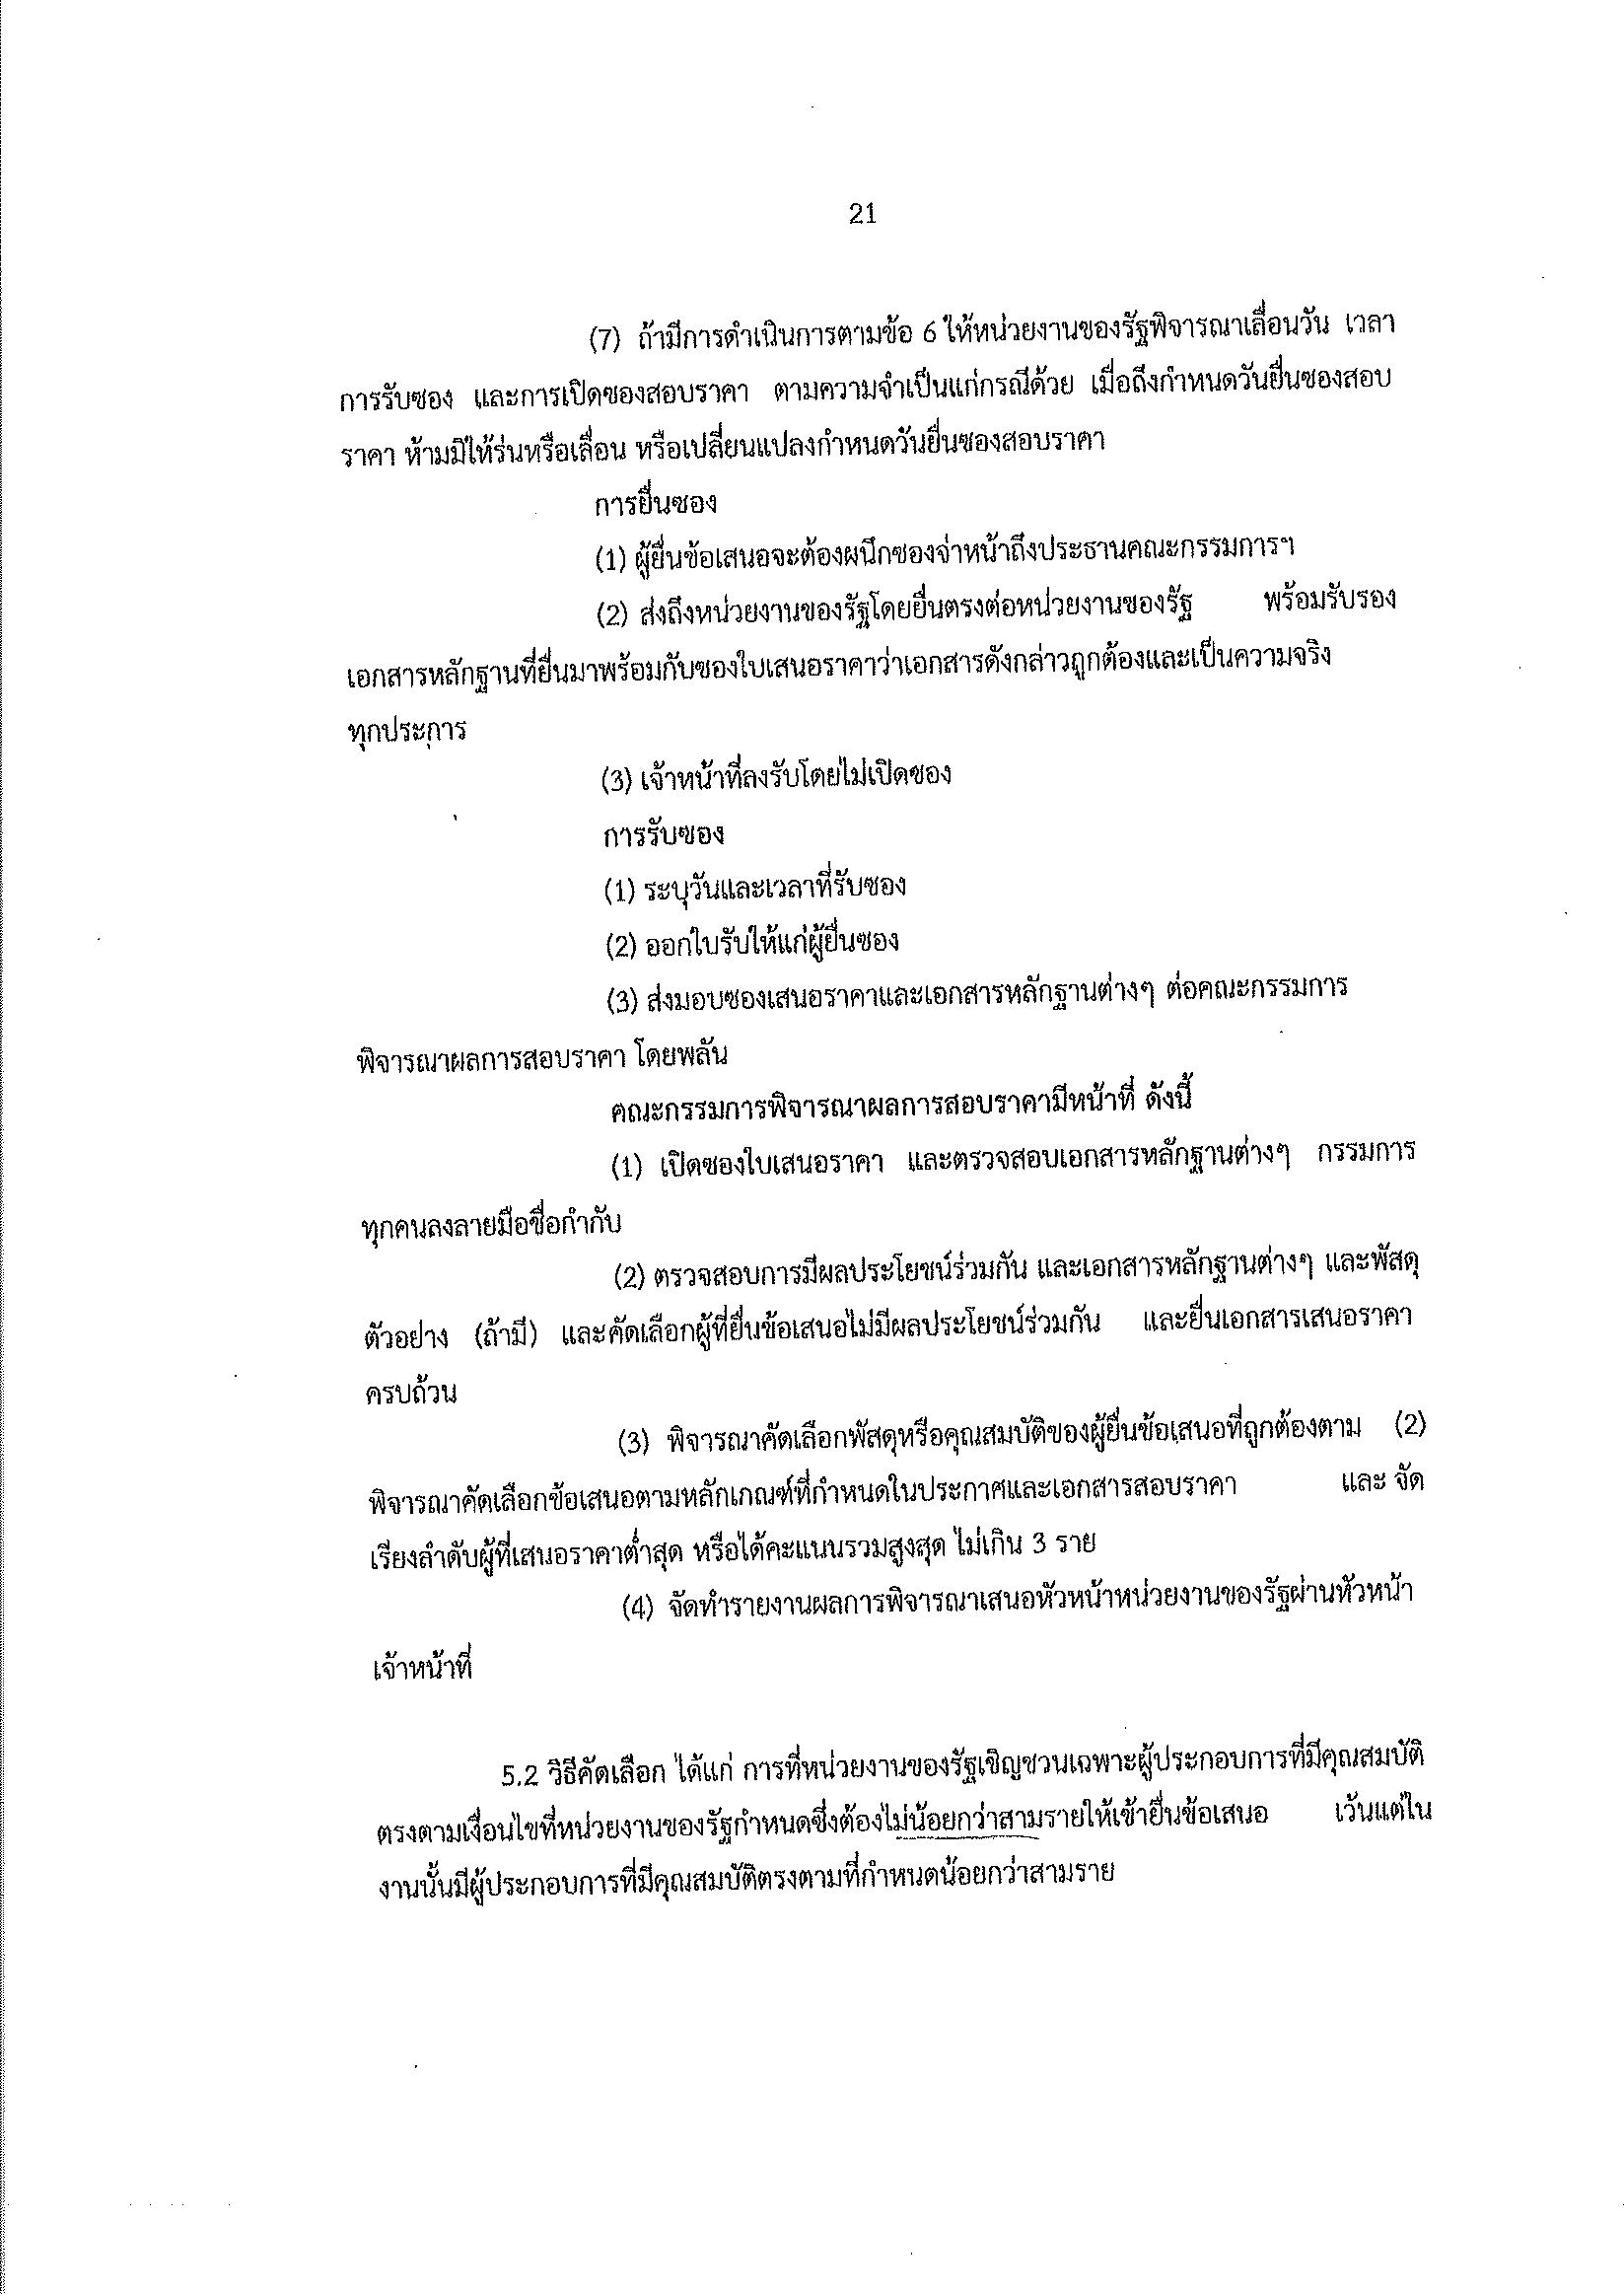 21
(7) ถ้ามีการดำเนินการตามข้อ 6 ให้หน่วยงานของรัฐพิจารณาเลื่อนวัน เวลา
การรับซอง และการเปิดซองสอบราคา ตามความจำเป็นแก่กรณีด้วย เมื่อถึงกำหนดวันยื่นซองสอบ
ราคา ห้ามมิให้ร่นหรือเลื่อน หรือเปลี่ยนแปลงกำหนดวันยื่นซองสอบราคา
การยื่นซอง
(1) ผู้ยื่นข้อเสนอจะต้องผนึกซองจ่าหน้าถึงประธานคณะกรรมการฯ
(2) ส่งถึงหน่วยงานของรัฐโดยยื่นตรงต่อหน่วยงานของรัฐ พร้อมรับรอง
เอกสารหลักฐานที่ยื่นมาพร้อมกับซองใบเสนอราคาว่าเอกสารดังกล่าวถูกต้องและเป็นความจริง
ทุกประการ
(3) เจ้าหน้าที่ลงรับโดยไม่เปิดซอง
การรับซอง
(1) ระบุวันและเวลาที่รับซอง
(2) ออกใบรับให้แก่ผู้ยื่นซอง
(3) ส่งมอบซองเสนอราคาและเอกสารหลักฐานต่างๆ ต่อคณะกรรมการ
พิจารณาผลการสอบราคา โดยพลัน
คณะกรรมการพิจารณาผลการสอบราคามีหน้าที่ ดังนี้
(1) เปิดซองใบเสนอราคา และตรวจสอบเอกสารหลักฐานต่างๆ กรรมการ
ทุกคนลงลายมือชื่อกำกับ
(2) ตรวจสอบการมีผลประโยชน์ร่วมกัน และเอกสารหลักฐานต่างๆ และพัสดุ
ตัวอย่าง (ถ้ามี) และคัดเลือกผู้ที่ยื่นข้อเสนอไม่มีผลประโยชน์ร่วมกัน และยื่นเอกสารเสนอราคา
ครบถ้วน
(3) พิจารณาคัดเลือกพัสดุหรือคุณสมบัติของผู้ยื่นข้อเสนอที่ถูกต้องตาม (2)
พิจารณาคัดเลือกข้อเสนอตามหลักเกณฑ์ที่กำหนดในประกาศและเอกสารสอบราคา และ จัด
เรียงลำดับผู้ที่เสนอราคาต่ำสุด หรือได้คะแนนรวมสูงสุด ไม่เกิน 3 ราย
(4) จัดทำรายงานผลการพิจารณาเสนอหัวหน้าหน่วยงานของรัฐผ่านหัวหน้า
เจ้าหน้าที่
5.2 วิธีคัดเลือก ได้แก่ การที่หน่วยงานของรัฐเชิญชวนเฉพาะผู้ประกอบการที่มีคุณสมบัติ
ตรงตามเงื่อนไขที่หน่วยงานของรัฐกำหนดซึ่งต้องไม่น้อยกว่าสามรายให้เข้ายื่นข้อเสนอ เว้นแต่ใน
งานนั้นมีผู้ประกอบการที่มีคุณสมบัติตรงตามที่กำหนดน้อยกว่าสามราย